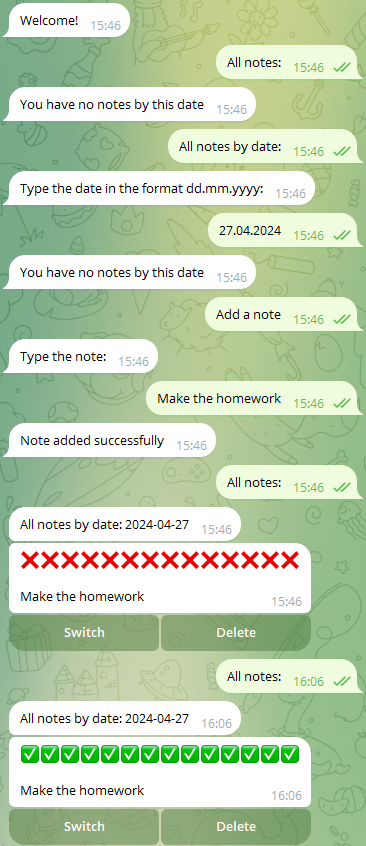 Welcome! 15:46
All notes: 15:46
You have no notes by this date 15:46
All notes by date: 15:46
Type the date in the format dd.mm.yyyy: 15:46
27.04.2024 15:46
You have no notes by this date 15:46
Add a note 15:46
Type the note: 15:46
Make the homework 15:46
Note added successfully 15:46
All notes: 15:46
All notes by date: 2024-04-27 15:46
❌❌❌❌❌❌❌❌❌❌❌❌❌❌
Make the homework 15:46
Switch Delete
All notes: 16:06
All notes by date: 2024-04-27 16:06
✅✅✅✅✅✅✅✅✅✅✅✅✅✅
Make the homework 16:06
Switch Delete